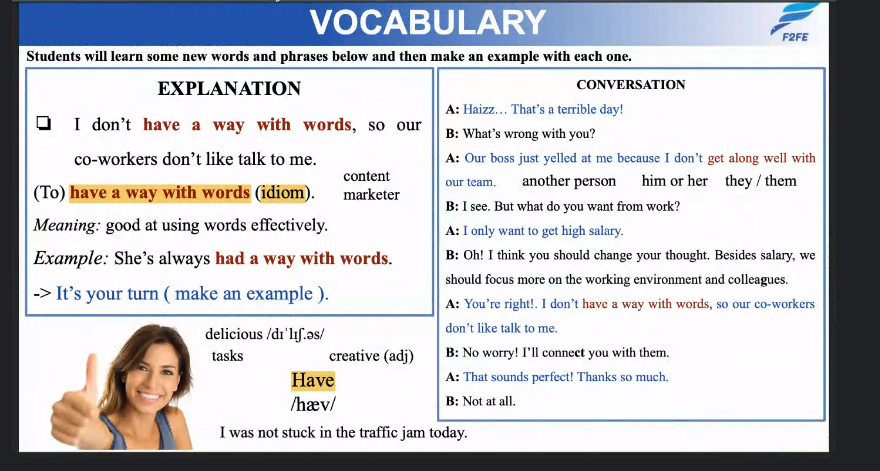 VOCABULARY
F2FE
Students will learn some new words and phrases below and then make an example with each one.
EXPLANATION
I don't have a way with words, so our
co-workers don't like talk to me.
content
marketer
(To) have a way with words (idiom).
Meaning: good at using words effectively.
Example: She's always had a way with words.
-> It's your turn ( make an example ).
delicious /dɪˈlɪʃ.əs/
tasks creative (adj)
Have
/hæv/
I was not stuck in the traffic jam today.
CONVERSATION
A: Haizz… That's a terrible day!
B: What's wrong with you?
A: Our boss just yelled at me because I don't get along well with
our team. another person him or her they / them
B: I see. But what do you want from work?
A: I only want to get high salary.
B: Oh! I think you should change your thought. Besides salary, we
should focus more on the working environment and colleagues.
A: You're right!. I don't have a way with words, so our co-workers
don't like talk to me.
B: No worry! I'll connect you with them.
A: That sounds perfect! Thanks so much.
B: Not at all.